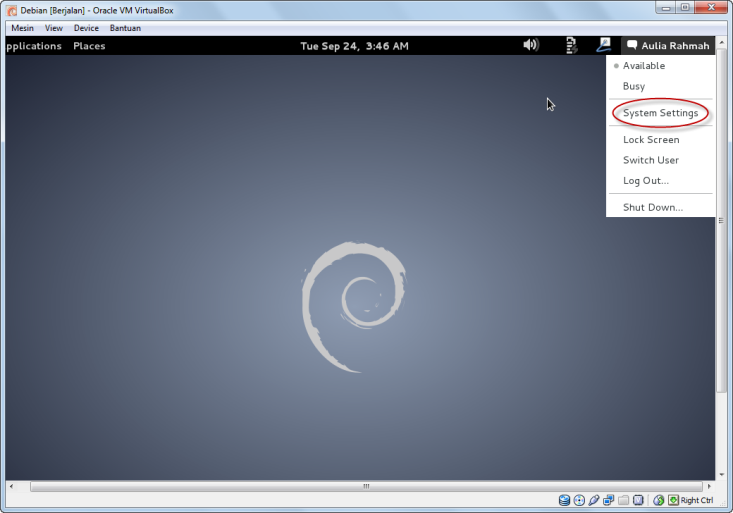 Debian [Berjalan] - Oracle VM VirtualBox
Mesin View Device Bantuan
pplications Places Tue Sep 24, 3:46 AM Aulia Rahmah
Available
Busy
System Settings
Lock Screen
Switch User
Log Out...
Shut Down...
Right Ctrl